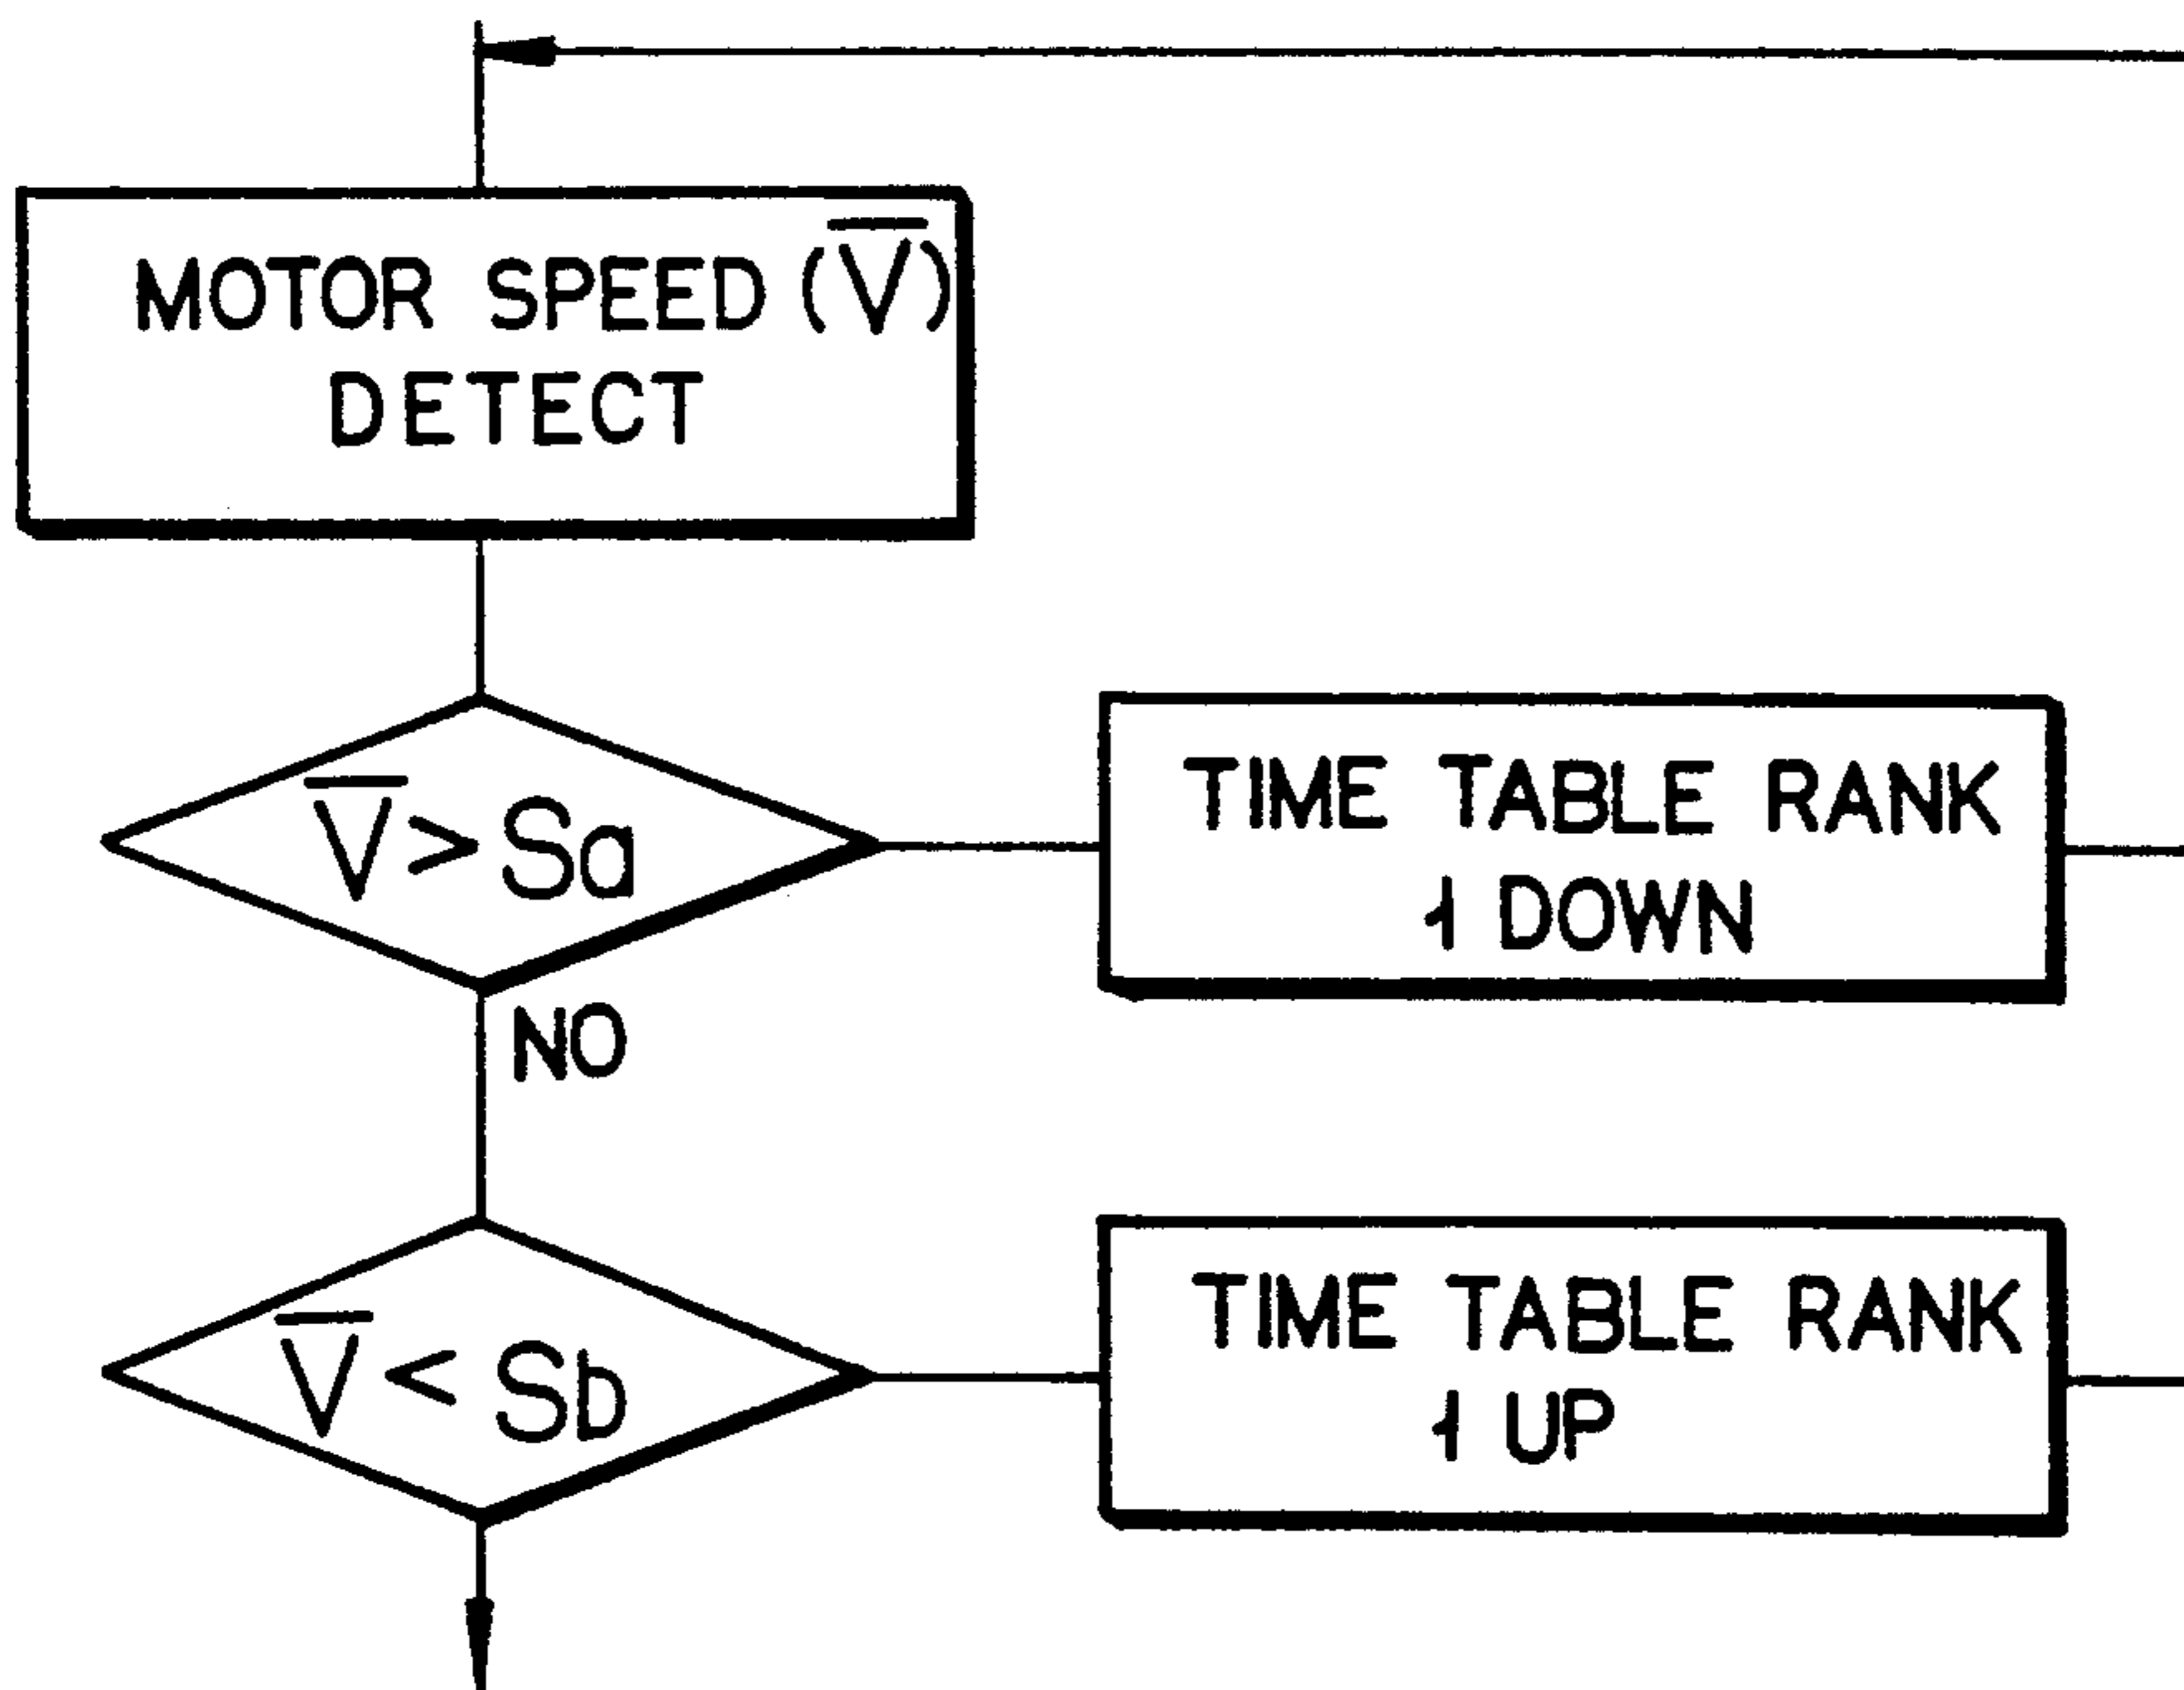 MOTOR SPEED (V̅)
DETECT
V̅ > Sa
TIME TABLE RANK
1 DOWN
NO
V̅ < Sb
TIME TABLE RANK
1 UP